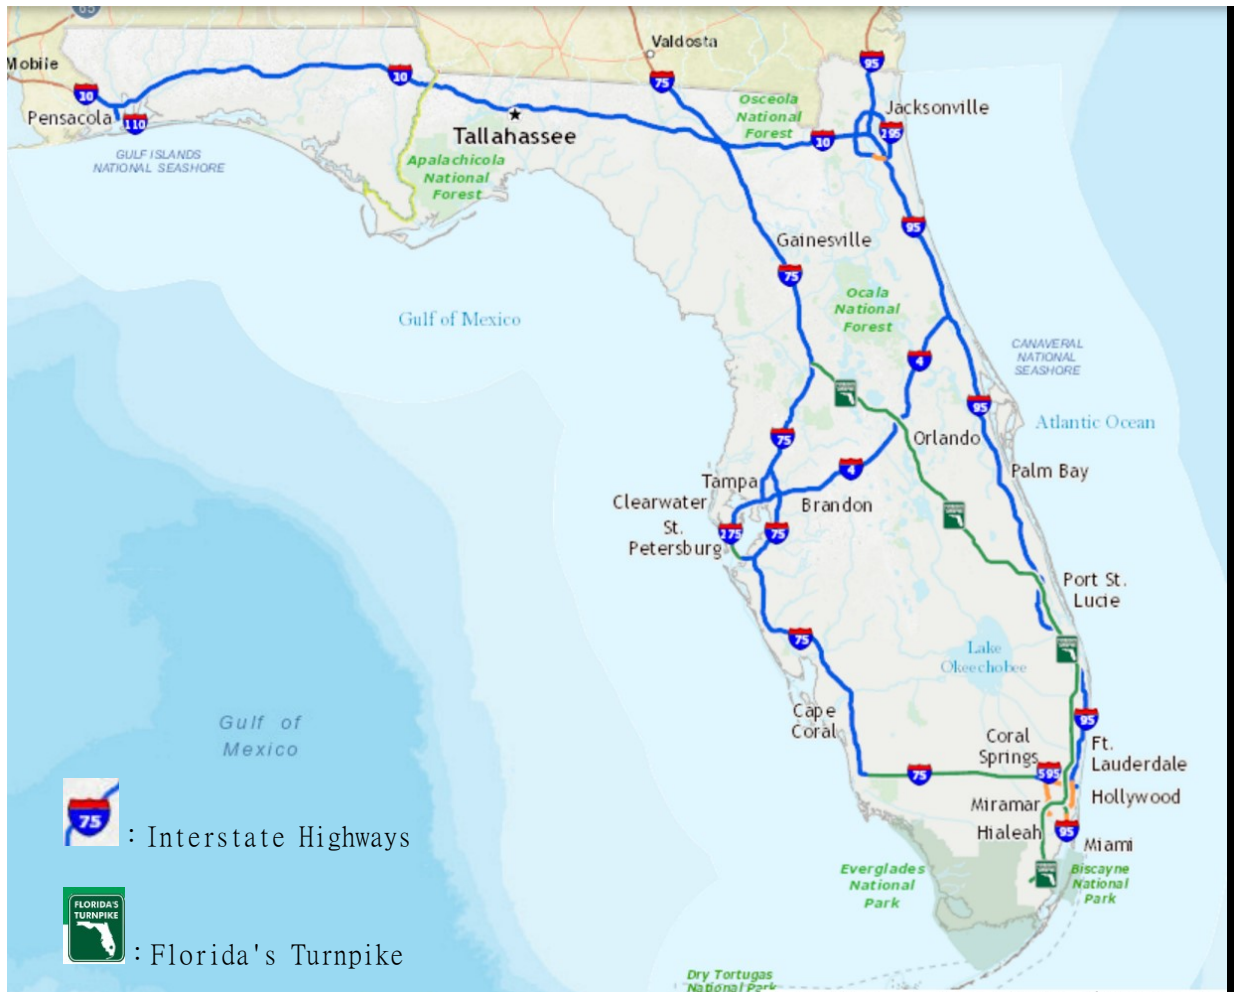 65
Mobile
Valdosta
95
10
10
75
Pensacola
110
Tallahassee
Osceola
National
Forest
Jacksonville
295
10
GULF ISLANDS
NATIONAL SEASHORE
Apalachicola
National
Forest
95
Gainesville
75
Ocala
National
Forest
Gulf of Mexico
CANAVERAL
NATIONAL
SEASHORE
4
95
Atlantic Ocean
75
Orlando
4
Palm Bay
Tampa
Clearwater
Brandon
St.
Petersburg
275
75
Port St.
Lucie
75
Lake
Okeechobee
Cape
Coral
95
Gulf of
Mexico
Coral
Springs
Ft.
Lauderdale
75
595
Miramar
Hollywood
Hialeah
95
Miami
75
: Interstate Highways
Everglades
National
Park
Biscayne
National
Park
FLORIDA'S
TURNPIKE
: Florida's Turnpike
Dry Tortugas
National Park